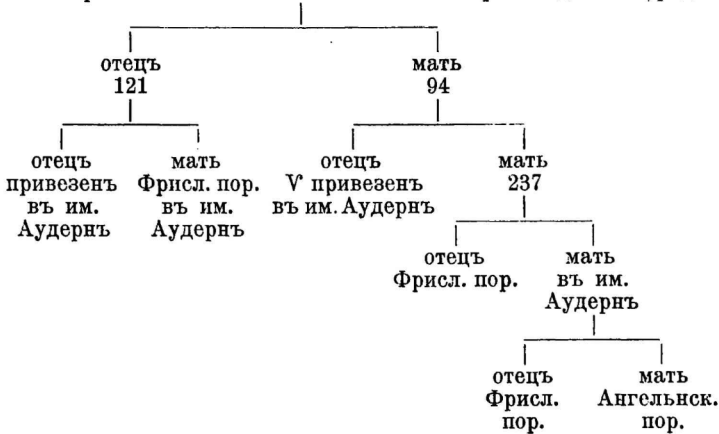 отецъ мать
121 94
отецъ мать отецъ мать
привезенъ Фрисл. пор. V привезенъ 237
въ им. въ им. въ им. Аудернъ
Аудернъ Аудернъ
отецъ мать
Фрисл. пор. въ им.
Аудернъ
отецъ мать
Фрисл. Ангельнск.
пор. пор.